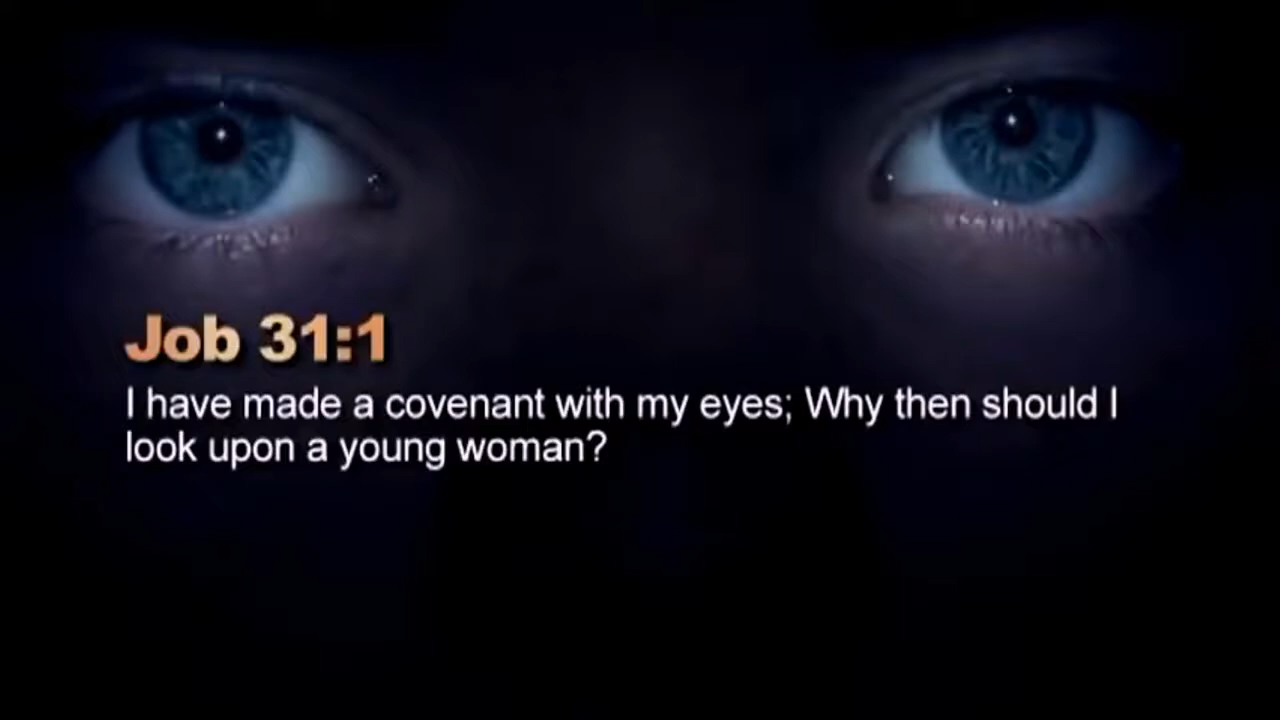 Job 31:1
I have made a covenant with my eyes; Why then should I
look upon a young woman?